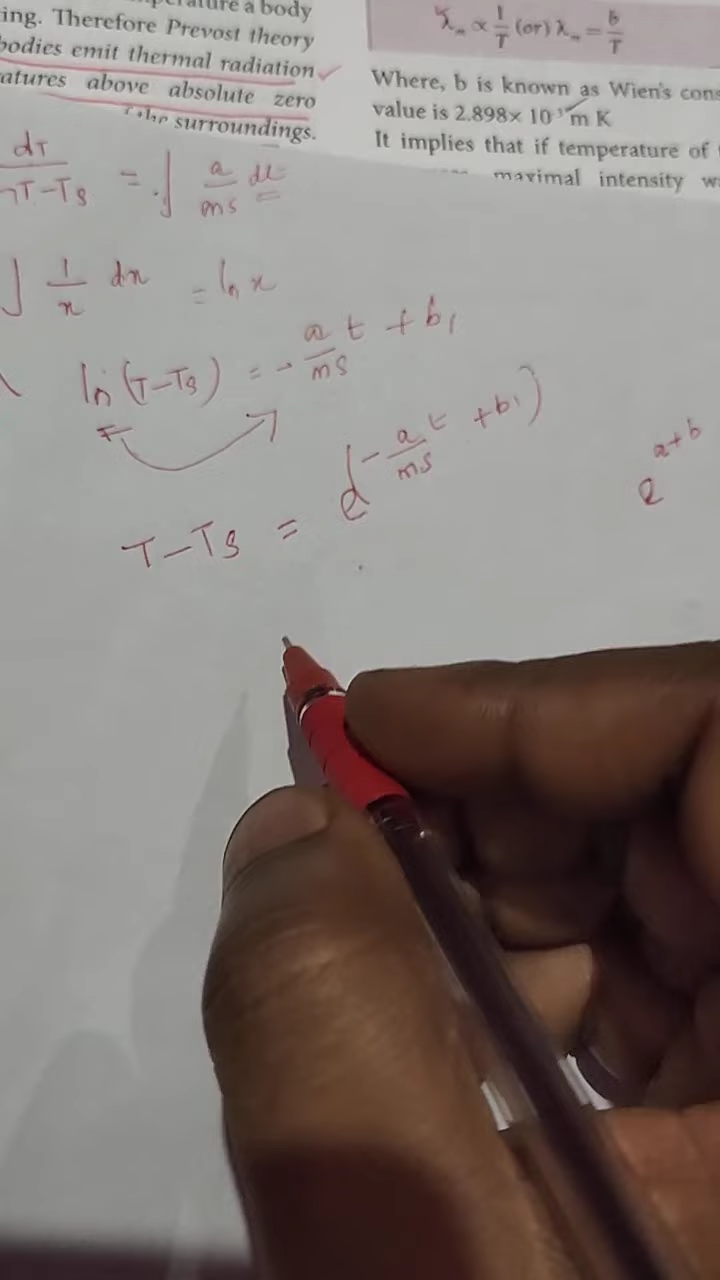 a body
ing. Therefore Prevost theory
bodies emit thermal radiation
atures above absolute zero
the surroundings.
λₘ ∝ 1/T (or) λₘ = b/T
Where, b is known as Wien's cons
value is 2.898× 10 m K
It implies that if temperature of
maximal intensity w
dT/T-Ts = ∫ a/ms dt
∫ 1/x dx = ln x
ln (T-Ts) = - a/ms t + b₁
T-Ts = e^(- a/ms t + b₁)
e^a+b